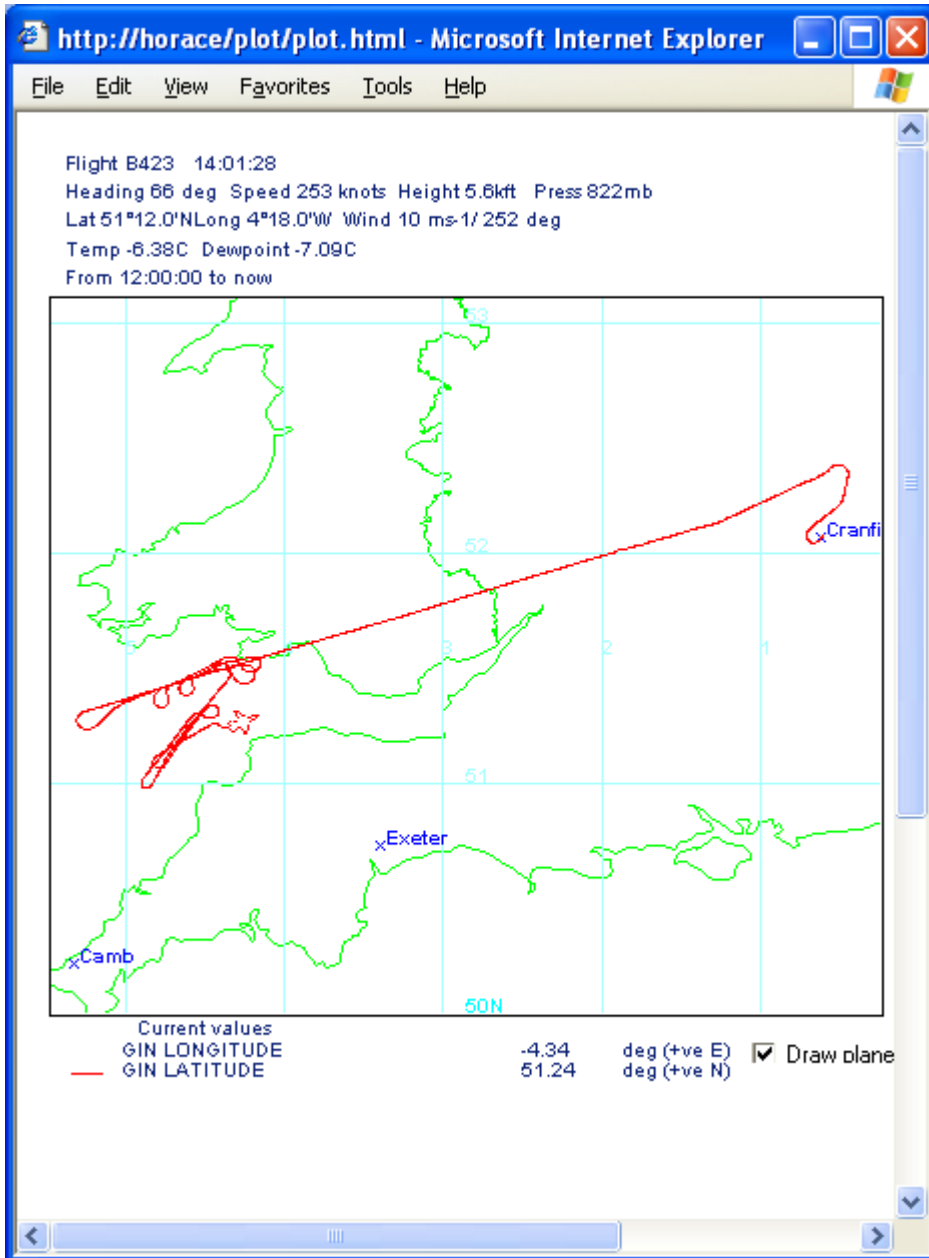 http://horace/plot/plot.html - Microsoft Internet Explorer
File Edit View Favorites Tools Help
Flight B423 14:01:28
Heading 66 deg Speed 253 knots Height 5.6kft Press 822mb
Lat 51°12.0'NLong 4°18.0'W Wind 10 ms-1/ 252 deg
Temp -6.38C Dewpoint -7.09C
From 12:00:00 to now
53
Cranfi
52
5
3
2
1
51
Exeter
Camb
50N
Current values
GIN LONGITUDE -4.34 deg (+ve E)
GIN LATITUDE 51.24 deg (+ve N)
Draw plane